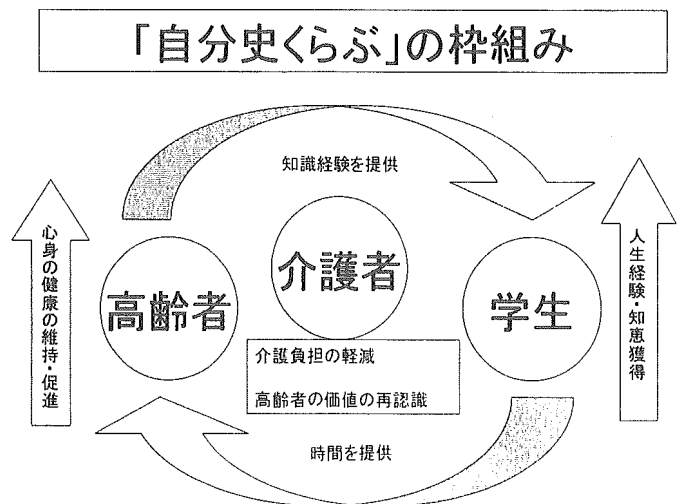 「自分史くらぶ」の枠組み
知識経験を提供
心身の健康の維持・促進
高齢者
介護者
学生
人生経験・知恵獲得
介護負担の軽減
高齢者の価値の再認識
時間を提供